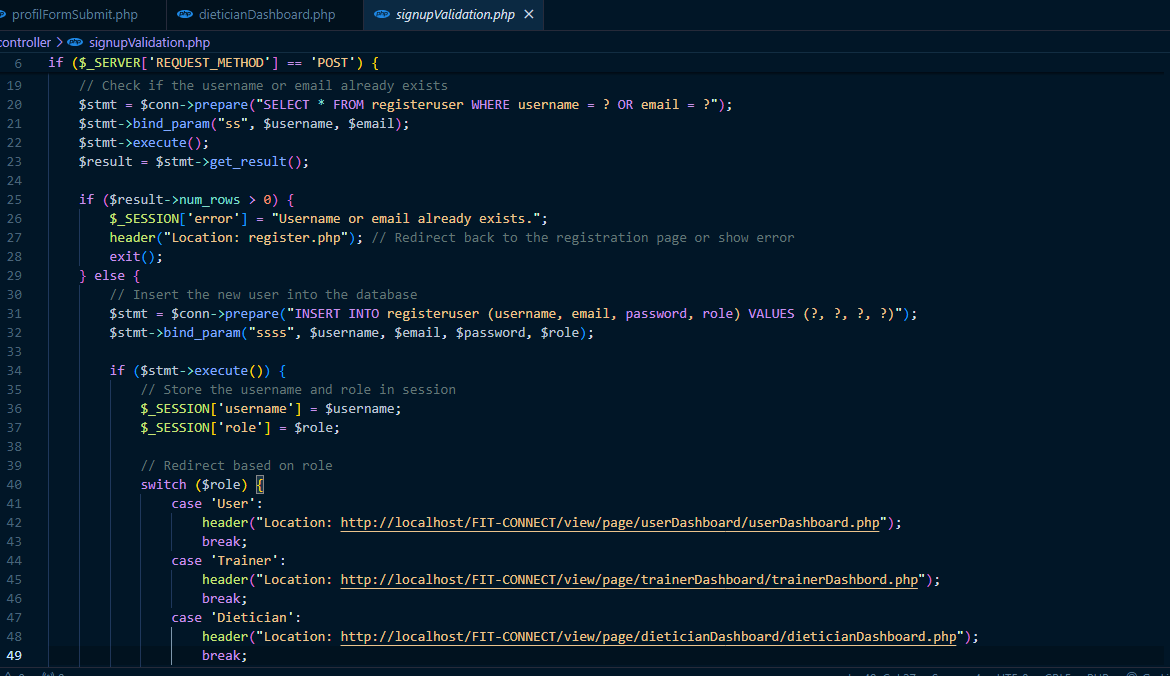 profilFormSubmit.php dieticianDashboard.php signupValidation.php
controller > signupValidation.php
6 if ($_SERVER['REQUEST_METHOD'] == 'POST') {
19 // Check if the username or email already exists
20 $stmt = $conn->prepare("SELECT * FROM registeruser WHERE username = ? OR email = ?");
21 $stmt->bind_param("ss", $username, $email);
22 $stmt->execute();
23 $result = $stmt->get_result();
24
25 if ($result->num_rows > 0) {
26 $_SESSION['error'] = "Username or email already exists.";
27 header("Location: register.php"); // Redirect back to the registration page or show error
28 exit();
29 } else {
30 // Insert the new user into the database
31 $stmt = $conn->prepare("INSERT INTO registeruser (username, email, password, role) VALUES (?, ?, ?, ?)");
32 $stmt->bind_param("ssss", $username, $email, $password, $role);
33
34 if ($stmt->execute()) {
35 // Store the username and role in session
36 $_SESSION['username'] = $username;
37 $_SESSION['role'] = $role;
38
39 // Redirect based on role
40 switch ($role) {
41 case 'User':
42 header("Location: http://localhost/FIT-CONNECT/view/page/userDashboard/userDashboard.php");
43 break;
44 case 'Trainer':
45 header("Location: http://localhost/FIT-CONNECT/view/page/trainerDashboard/trainerDashbord.php");
46 break;
47 case 'Dietician':
48 header("Location: http://localhost/FIT-CONNECT/view/page/dieticianDashboard/dieticianDashboard.php");
49 break;